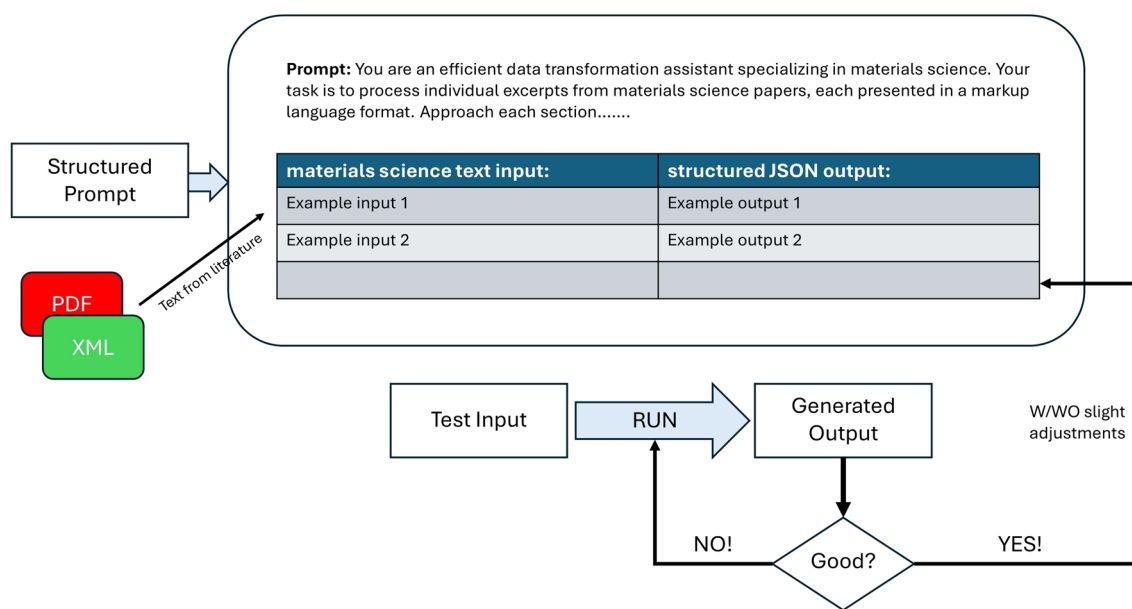 Prompt: You are an efficient data transformation assistant specializing in materials science. Your
task is to process individual excerpts from materials science papers, each presented in a markup
language format. Approach each section.......
Structured
Prompt
materials science text input:
structured JSON output:
Example input 1
Example output 1
Example input 2
Example output 2
Text from literature
PDF
XML
Test Input
RUN
Generated
Output
W/WO slight
adjustments
NO!
Good?
YES!